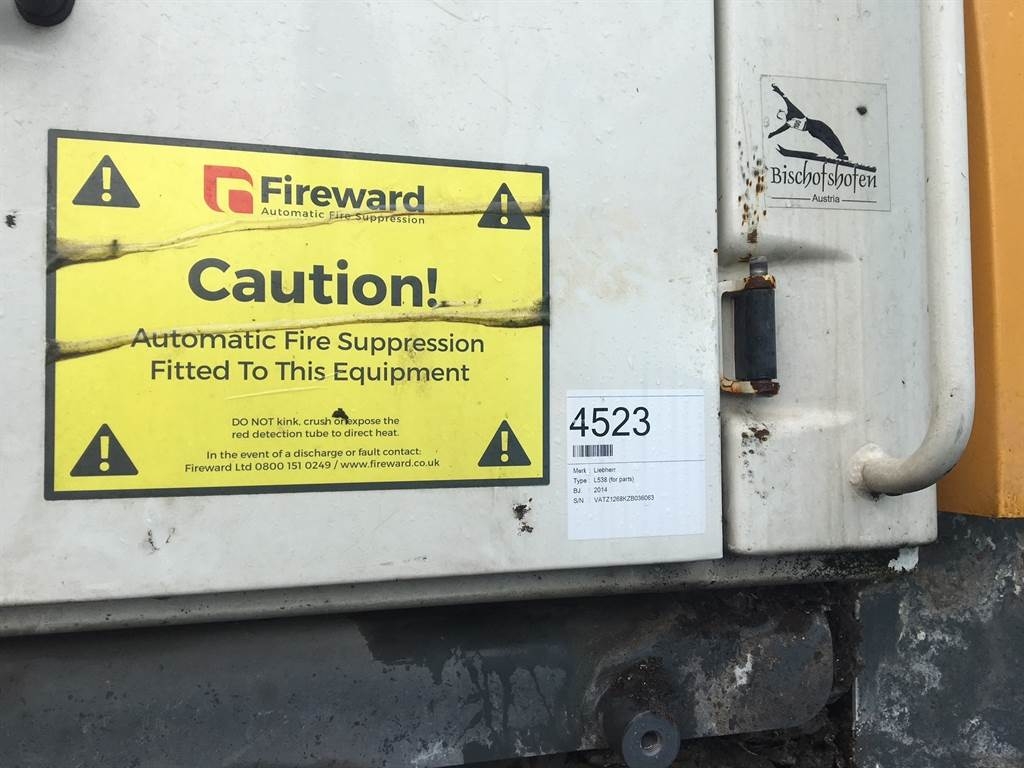 Fireward
Automatic Fire Suppression
Caution!
Automatic Fire Suppression
Fitted To This Equipment
DO NOT kink, crush or expose the
red detection tube to direct heat.
In the event of a discharge or fault contact:
Fireward Ltd 0800 151 0249 / www.fireward.co.uk
4523
Merk : Liebherr
Type : L538 (for parts)
BJ. : 2014
S/N : VATZ1268KZB036063
Bischofshofen
Austria